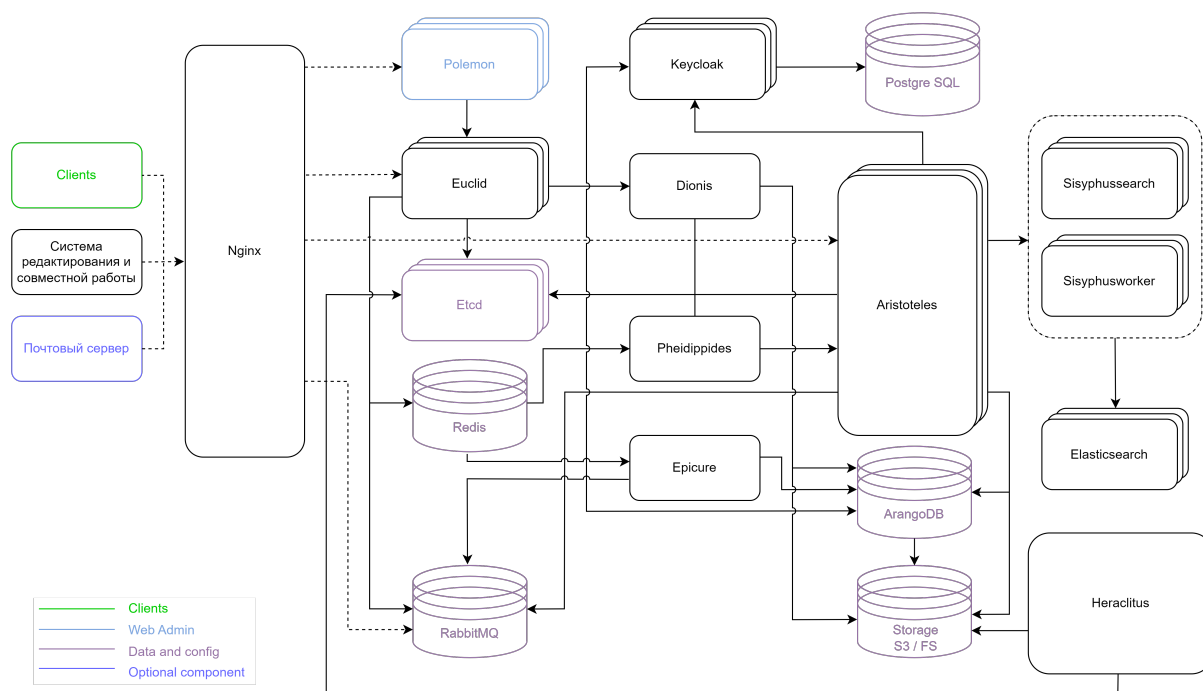 Polemon
Keycloak
Postgre SQL
Clients
Euclid
Dionis
Sisyphussearch
Система
редактирования и
совместной работы
Nginx
Sisyphusworker
Etcd
Aristoteles
Почтовый сервер
Pheidippides
Redis
Epicure
Elasticsearch
ArangoDB
Heraclitus
RabbitMQ
Storage
S3 / FS
Clients
Web Admin
Data and config
Optional component